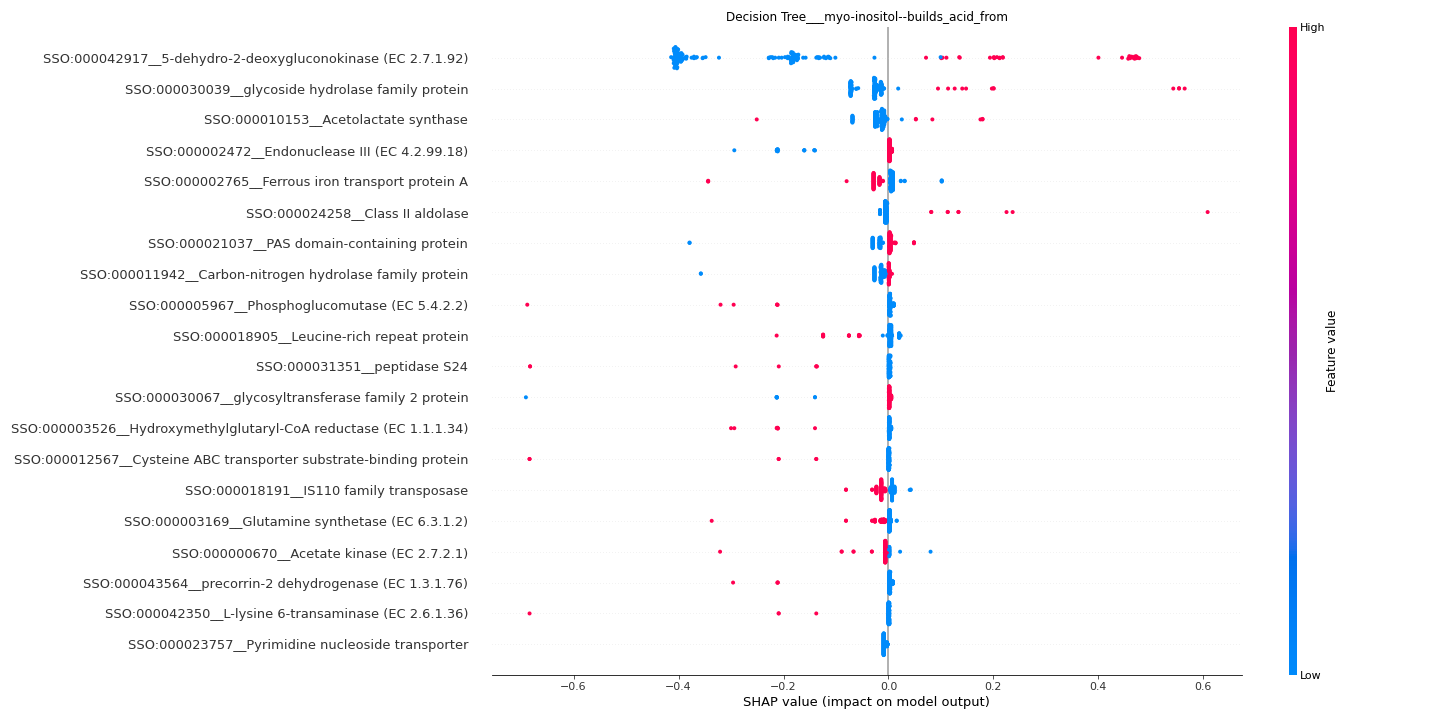 Decision Tree___myo-inositol--builds_acid_from
High
SSO:000042917__5-dehydro-2-deoxygluconokinase (EC 2.7.1.92)
SSO:000030039__glycoside hydrolase family protein
SSO:000010153__Acetolactate synthase
SSO:000002472__Endonuclease III (EC 4.2.99.18)
SSO:000002765__Ferrous iron transport protein A
SSO:000024258__Class II aldolase
SSO:000021037__PAS domain-containing protein
SSO:000011942__Carbon-nitrogen hydrolase family protein
SSO:000005967__Phosphoglucomutase (EC 5.4.2.2)
SSO:000018905__Leucine-rich repeat protein
SSO:000031351__peptidase S24
SSO:000030067__glycosyltransferase family 2 protein
SSO:000003526__Hydroxymethylglutaryl-CoA reductase (EC 1.1.1.34)
SSO:000012567__Cysteine ABC transporter substrate-binding protein
SSO:000018191__IS110 family transposase
SSO:000003169__Glutamine synthetase (EC 6.3.1.2)
SSO:000000670__Acetate kinase (EC 2.7.2.1)
SSO:000043564__precorrin-2 dehydrogenase (EC 1.3.1.76)
SSO:000042350__L-lysine 6-transaminase (EC 2.6.1.36)
SSO:000023757__Pyrimidine nucleoside transporter
Feature value
Low
−0.6 −0.4 −0.2 0.0 0.2 0.4 0.6
SHAP value (impact on model output)